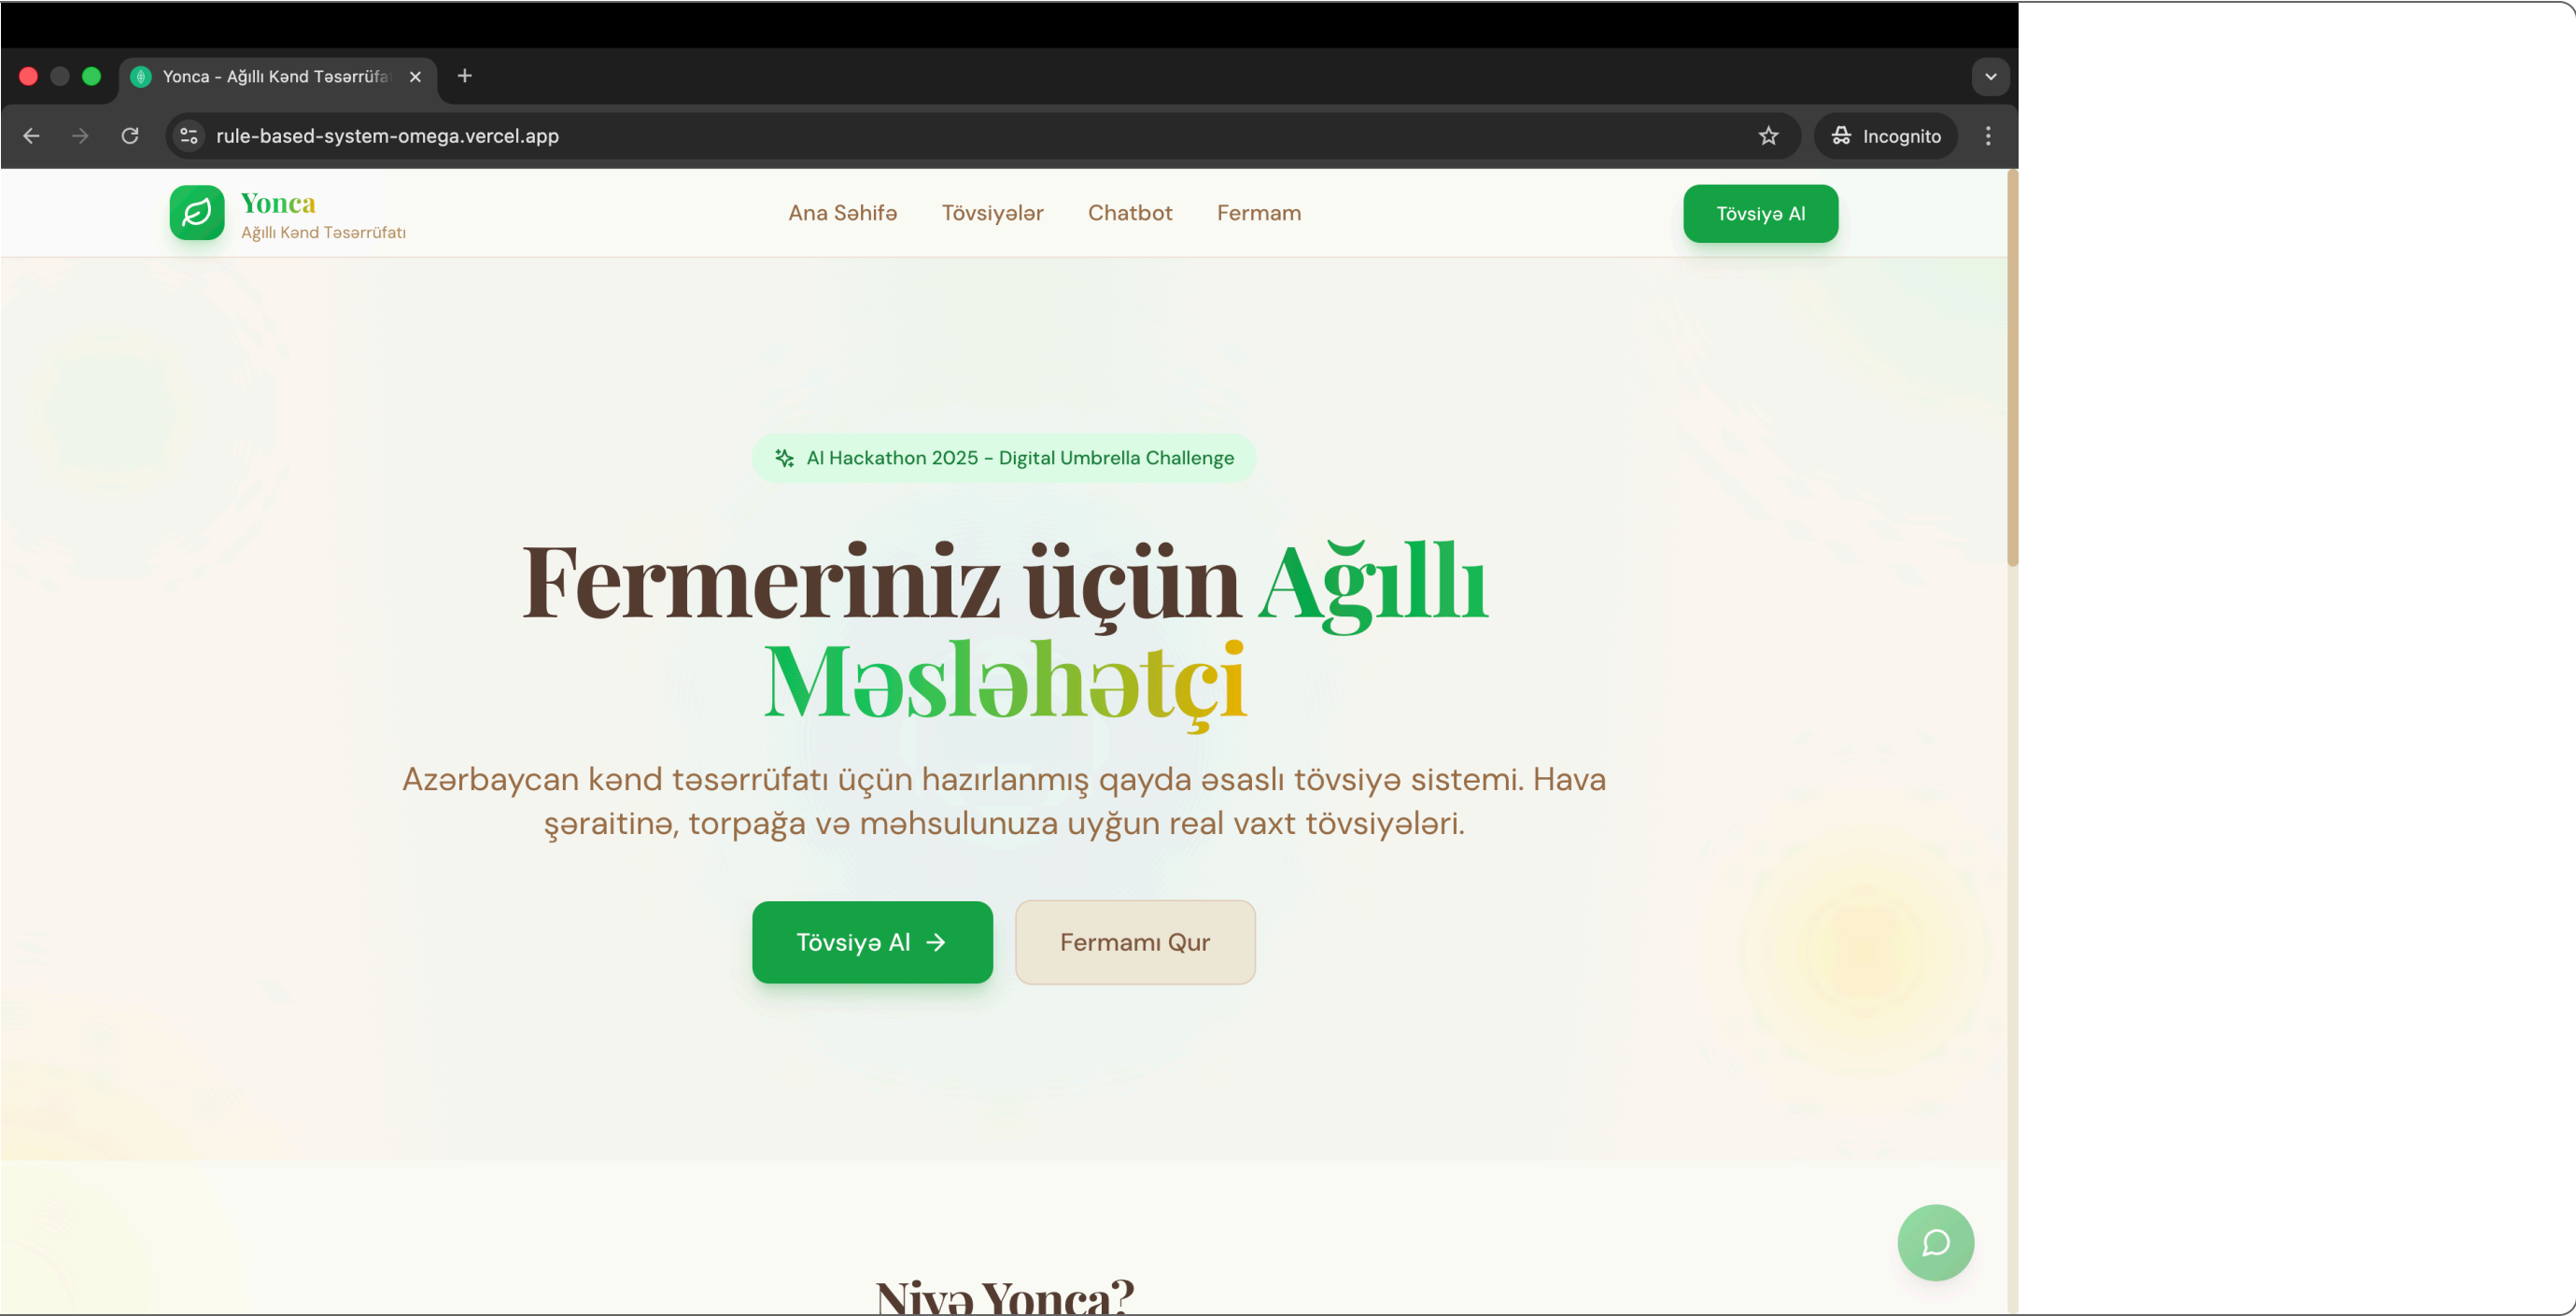 Yonca - Ağıllı Kənd Təsərrüfa
rule-based-system-omega.vercel.app
Incognito
Yonca
Ağıllı Kənd Təsərrüfatı
Ana Səhifə
Tövsiyələr
Chatbot
Fermam
Tövsiyə Al
AI Hackathon 2025 - Digital Umbrella Challenge
Fermeriniz üçün Ağıllı
Məsləhətçi
Azərbaycan kənd təsərrüfatı üçün hazırlanmış qayda əsaslı tövsiyə sistemi. Hava
şəraitinə, torpağa və məhsulunuza uyğun real vaxt tövsiyələri.
Tövsiyə Al
Fermamı Qur
Niyə Yonca?